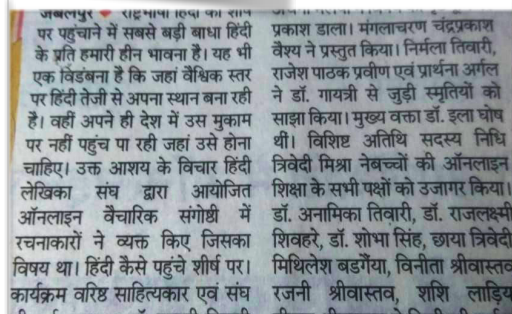 जबलपुर राष्ट्रभाषा हिंदी को शीर्ष
पर पहुचाने में सबसे बड़ी बाधा हिंदी
के प्रति हमारी हीन भावना है। यह भी
एक विडंबना है कि जहां वैश्विक स्तर
पर हिंदी तेजी से अपना स्थान बना रही
है। वहीं अपने ही देश में उस मुकाम
पर नहीं पहुंच पा रही जहां उसे होना
चाहिए। उक्त आशय के विचार हिंदी
लेखिका संघ द्वारा आयोजित
ऑनलाइन वैचारिक संगोष्ठी में
रचनाकारों ने व्यक्त किए जिसका
विषय था। हिंदी कैसे पहुंचे शीर्ष पर।
कार्यक्रम वरिष्ठ साहित्यकार एवं संघ
प्रकाश डाला। मंगलाचरण चंद्रप्रकाश
वैश्य ने प्रस्तुत किया। निर्मला तिवारी,
राजेश पाठक प्रवीण एवं प्रार्थना अर्गल
ने डॉ. गायत्री से जुड़ी स्मृतियों को
साझा किया। मुख्य वक्ता डॉ. इला घोष
थीं। विशिष्ट अतिथि सदस्य निधि
त्रिवेदी मिश्रा नेबच्चों की ऑनलाइन
शिक्षा के सभी पक्षों को उजागर किया।
डॉ. अनामिका तिवारी, डॉ. राजलक्ष्मी
शिवहरे, डॉ. शोभा सिंह, छाया त्रिवेदी
मिथिलेश बडगैंया, विनीता श्रीवास्तव
रजनी श्रीवास्तव, शशि लाड़िय